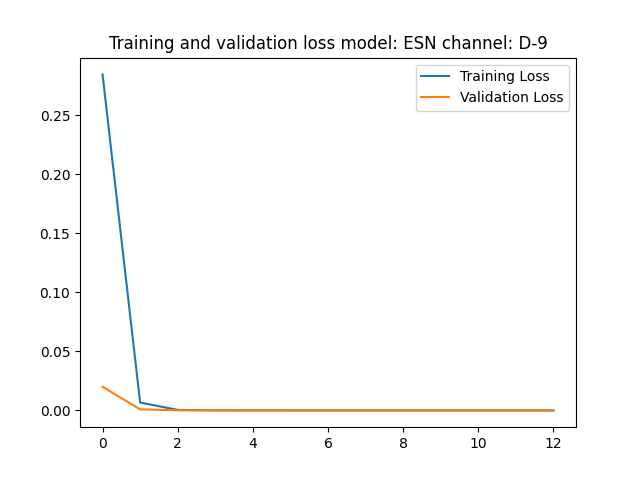 Training and validation loss model: ESN channel: D-9
Training Loss
Validation Loss
0.25
0.20
0.15
0.10
0.05
0.00
0 2 4 6 8 10 12